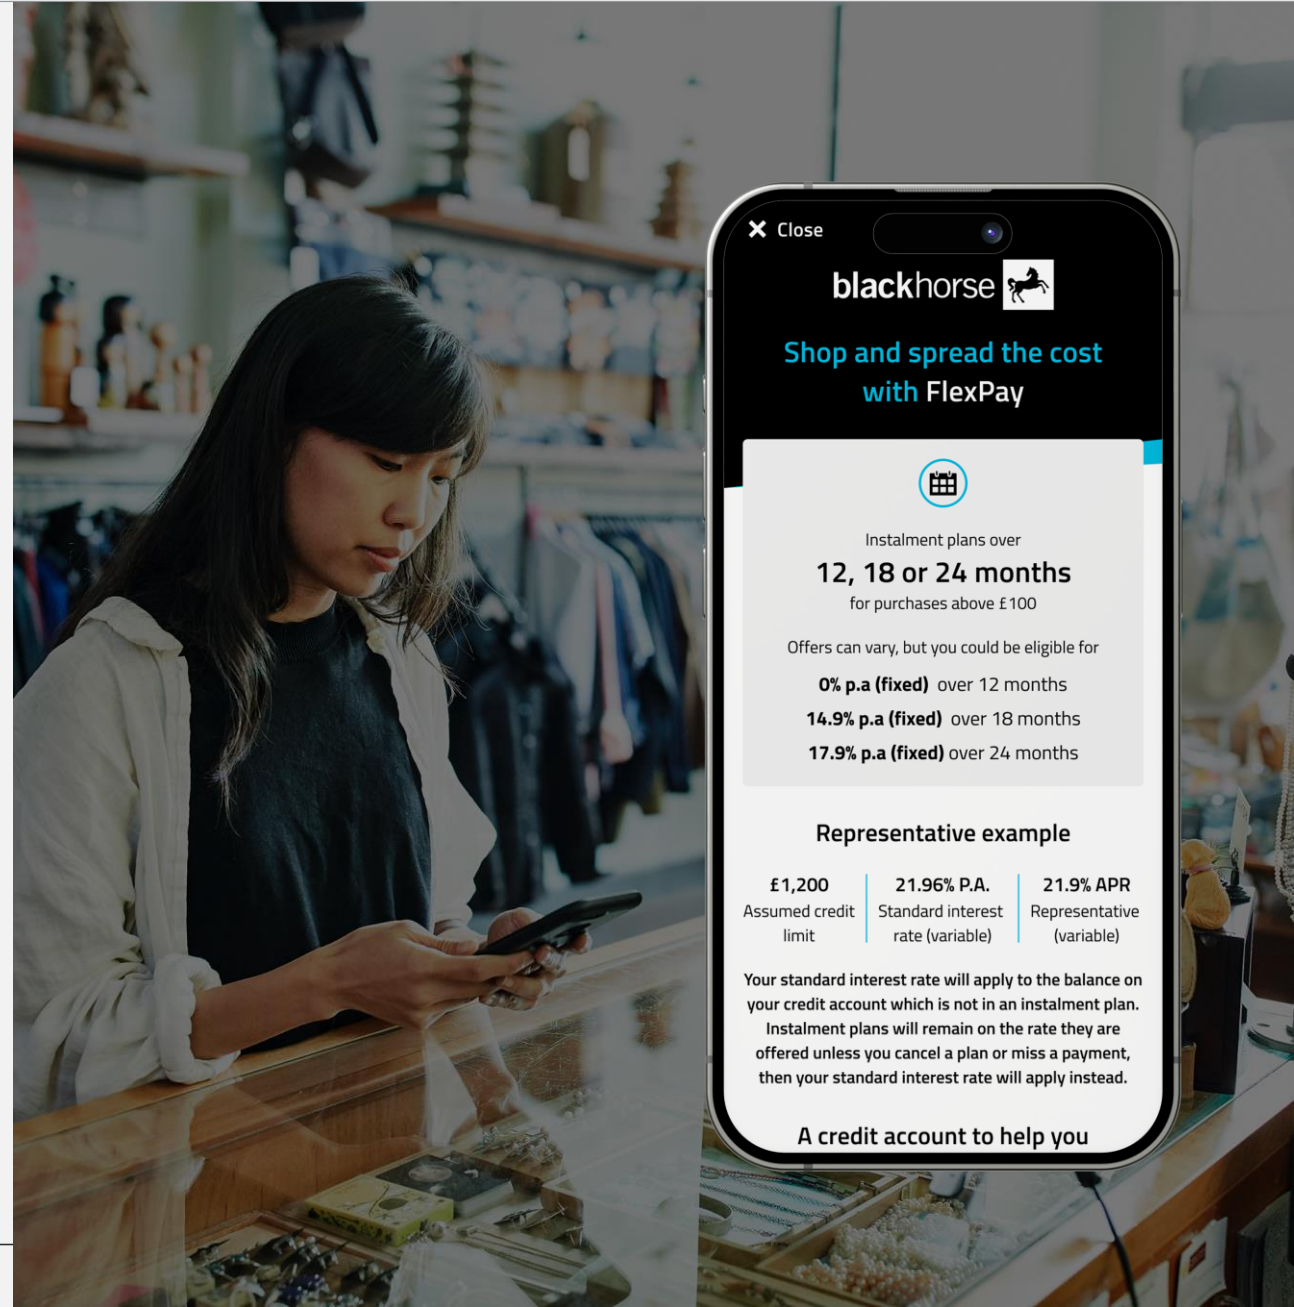 Close
blackhorse
Shop and spread the cost
with FlexPay
Instalment plans over
12, 18 or 24 months
for purchases above £100
Offers can vary, but you could be eligible for
0% p.a (fixed) over 12 months
14.9% p.a (fixed) over 18 months
17.9% p.a (fixed) over 24 months
Representative example
£1,200
Assumed credit
limit
21.96% P.A.
Standard interest
rate (variable)
21.9% APR
Representative
(variable)
Your standard interest rate will apply to the balance on
your credit account which is not in an instalment plan.
Instalment plans will remain on the rate they are
offered unless you cancel a plan or miss a payment,
then your standard interest rate will apply instead.
A credit account to help you